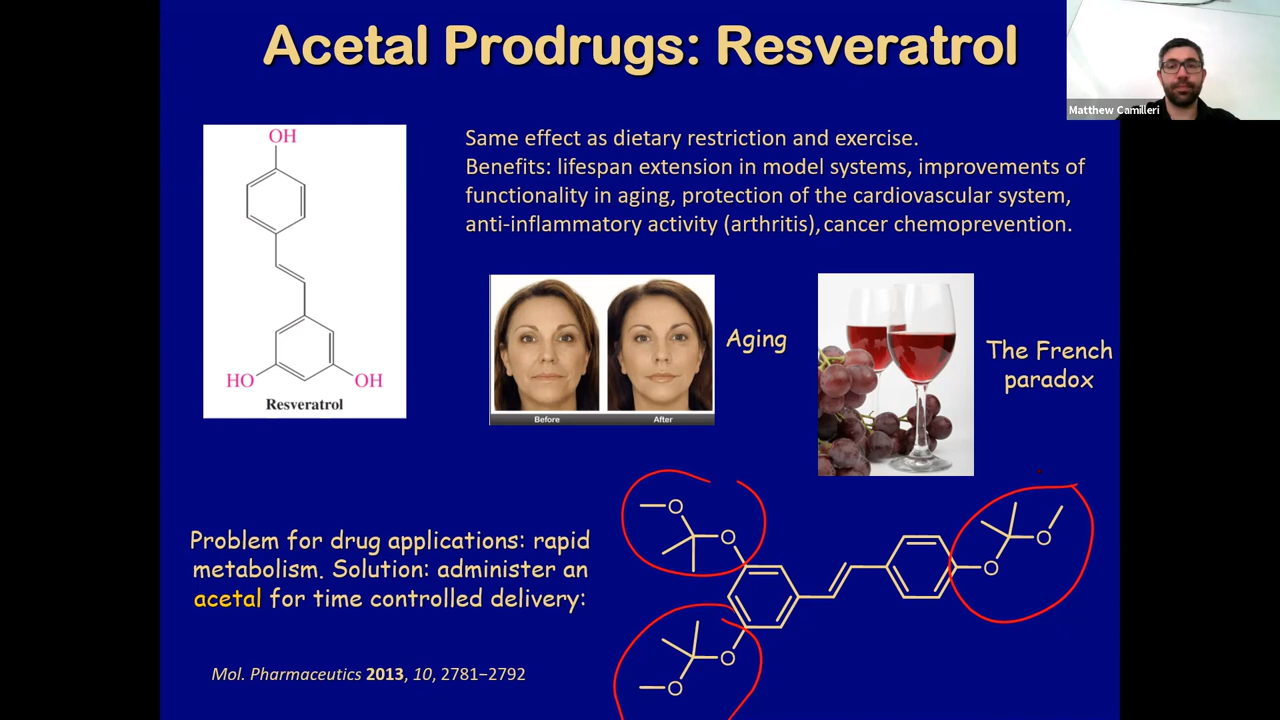 Acetal Prodrugs: Resveratrol
Matthew Camilleri
OH
HO
OH
Resveratrol
Same effect as dietary restriction and exercise.
Benefits: lifespan extension in model systems, improvements of
functionality in aging, protection of the cardiovascular system,
anti-inflammatory activity (arthritis), cancer chemoprevention.
Before
After
Aging
The French
paradox
Problem for drug applications: rapid
metabolism. Solution: administer an
acetal for time controlled delivery:
O
O
O
O
O
O
Mol. Pharmaceutics 2013, 10, 2781−2792